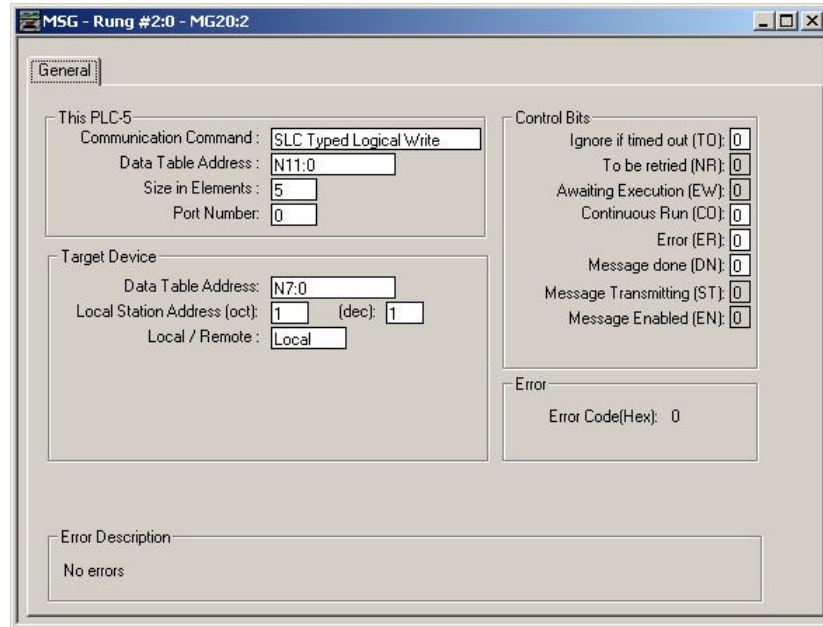 MSG - Rung #2:0 - MG20:2
General
This PLC-5
Communication Command : SLC Typed Logical Write
Data Table Address : N11:0
Size in Elements : 5
Port Number: 0
Target Device
Data Table Address: N7:0
Local Station Address (oct): 1 (dec): 1
Local / Remote : Local
Control Bits
Ignore if timed out (TO): 0
To be retried (NR): 0
Awaiting Execution (EW): 0
Continuous Run (CO): 0
Error (ER): 0
Message done (DN): 0
Message Transmitting (ST): 0
Message Enabled (EN): 0
Error
Error Code(Hex): 0
Error Description
No errors